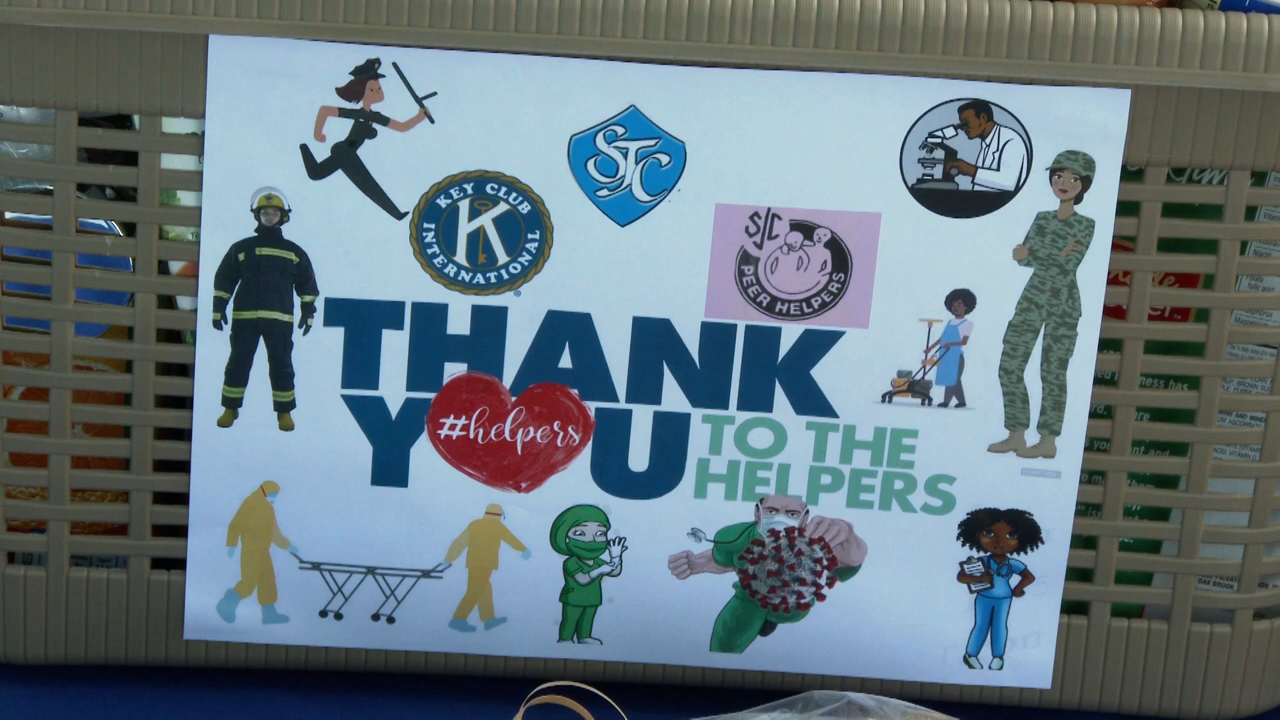 SJC
KEY CLUB
INTERNATIONAL
SJC
PEER HELPERS
THANK
YOU
#helpers
TO THE
HELPERS